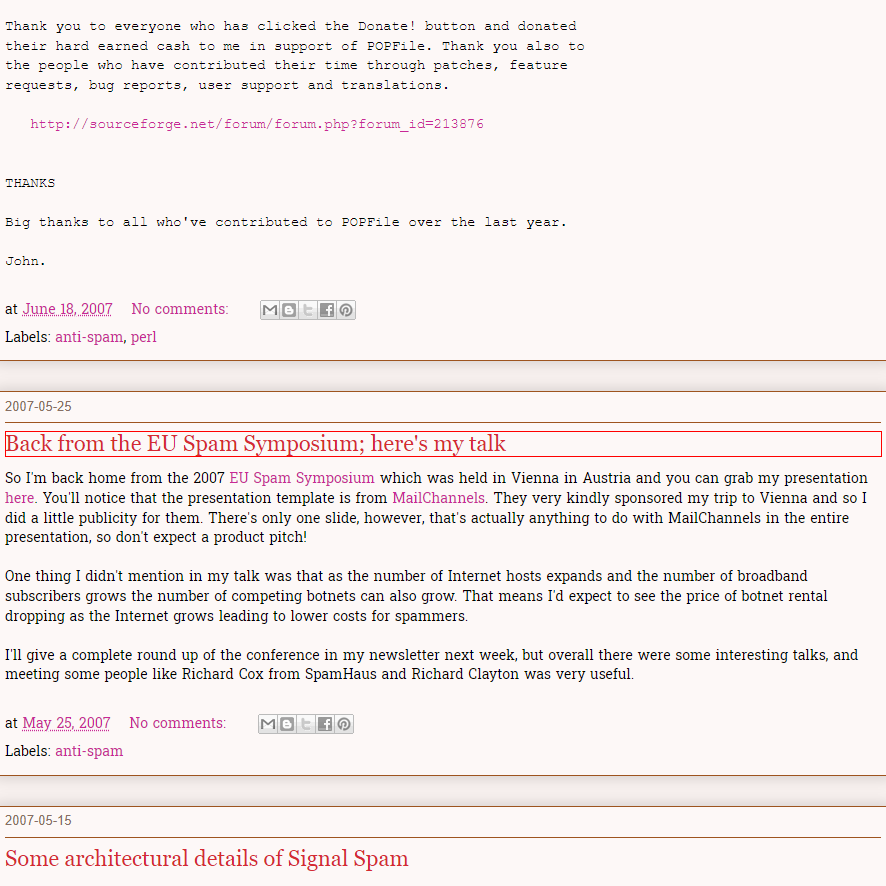 Thank you to everyone who has clicked the Donate! button and donated
their hard earned cash to me in support of POPFile. Thank you also to
the people who have contributed their time through patches, feature
requests, bug reports, user support and translations.
http://sourceforge.net/forum/forum.php?forum_id=213876
THANKS
Big thanks to all who've contributed to POPFile over the last year.
John.
at June 18, 2007 No comments:
Labels: anti-spam, perl
2007-05-25
Back from the EU Spam Symposium; here's my talk
So I'm back home from the 2007 EU Spam Symposium which was held in Vienna in Austria and you can grab my presentation
here. You'll notice that the presentation template is from MailChannels. They very kindly sponsored my trip to Vienna and so I
did a little publicity for them. There's only one slide, however, that's actually anything to do with MailChannels in the entire
presentation, so don't expect a product pitch!
One thing I didn't mention in my talk was that as the number of Internet hosts expands and the number of broadband
subscribers grows the number of competing botnets can also grow. That means I'd expect to see the price of botnet rental
dropping as the Internet grows leading to lower costs for spammers.
I'll give a complete round up of the conference in my newsletter next week, but overall there were some interesting talks, and
meeting some people like Richard Cox from SpamHaus and Richard Clayton was very useful.
at May 25, 2007 No comments:
Labels: anti-spam
2007-05-15
Some architectural details of Signal Spam